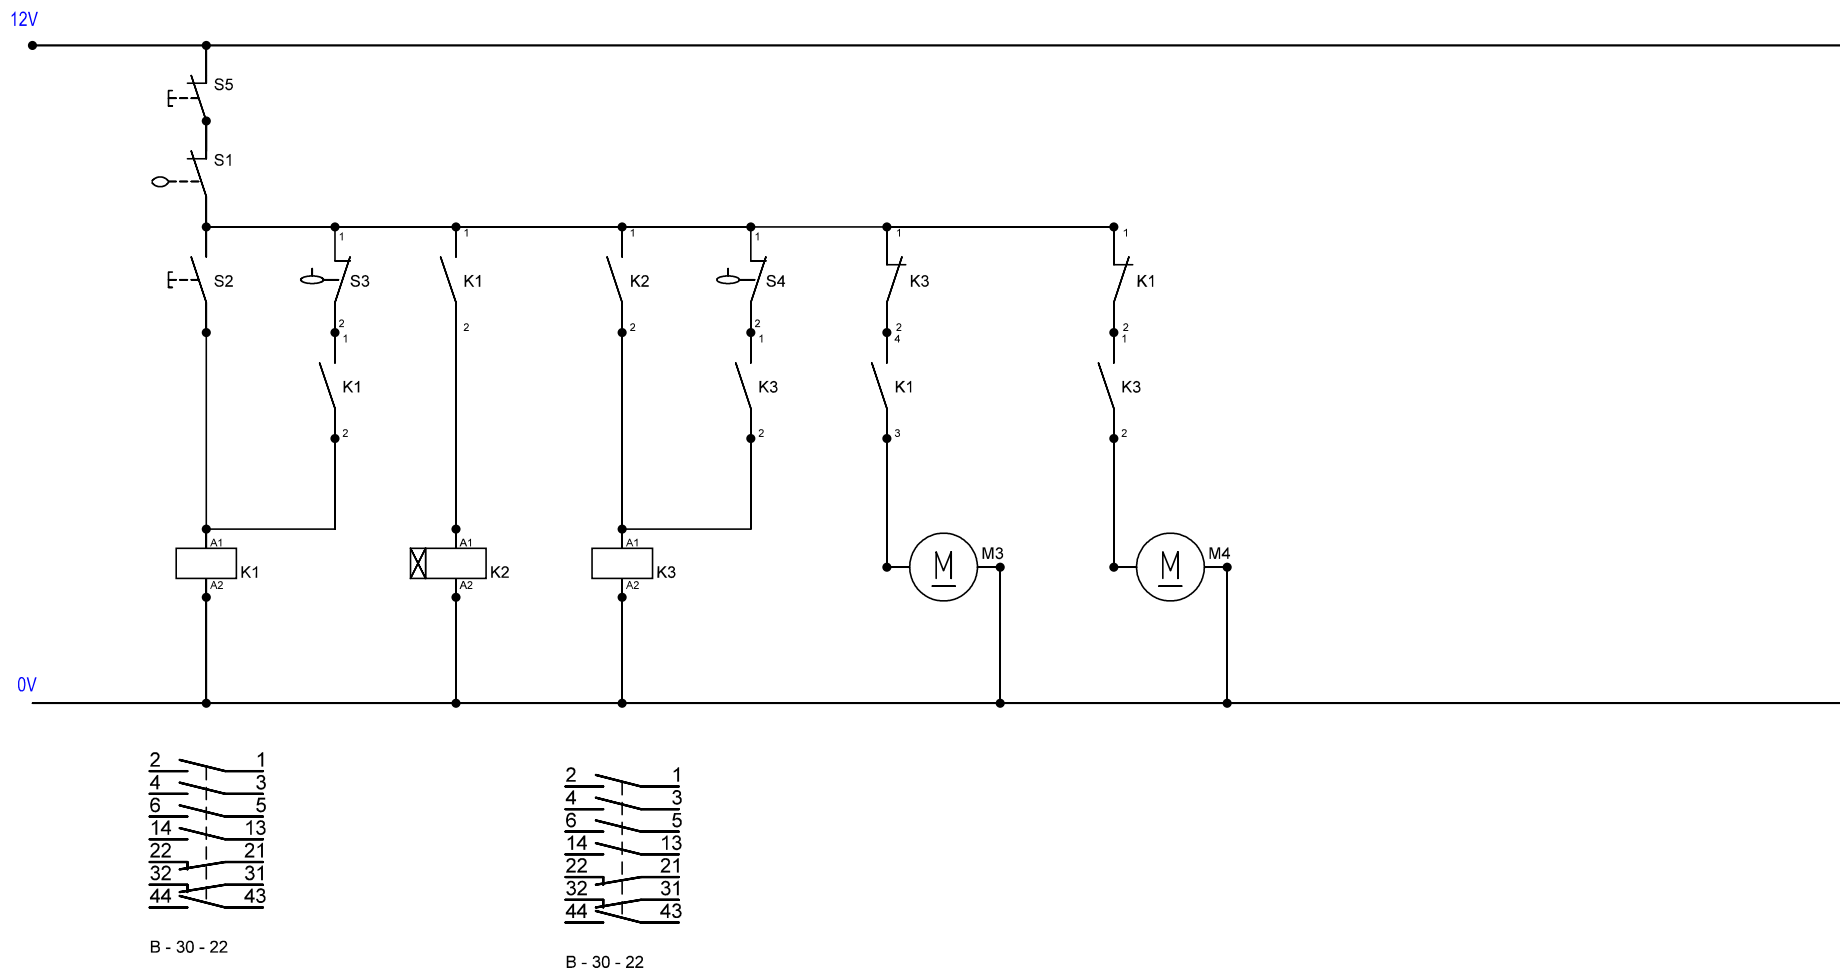 12V
S5
S1
1 1 1 1 1 1
S2 S3 K1 K2 S4 K3 K1
2 2 2 2 2 2
1 1 4 1
K1 K3 K1 K3
2 2 3 2
A1 A1 A1
K1 K2 K3 M M3 M M4
A2 A2 A2
0V
2 1
4 3
6 5
14 13
22 21
32 31
44 43
B - 30 - 22
2 1
4 3
6 5
14 13
22 21
32 31
44 43
B - 30 - 22